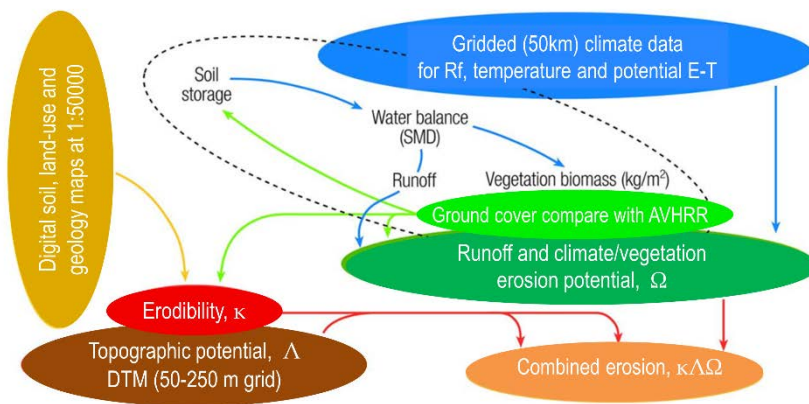 Gridded (50km) climate data
for Rf, temperature and potential E-T
Digital soil, land-use and
geology maps at 1:50000
Soil
storage
Water balance
(SMD)
Runoff
Vegetation biomass (kg/m²)
Ground cover compare with AVHRR
Runoff and climate/vegetation
erosion potential, Ω
Erodibility, κ
Topographic potential, Λ
DTM (50-250 m grid)
Combined erosion, κΛΩ